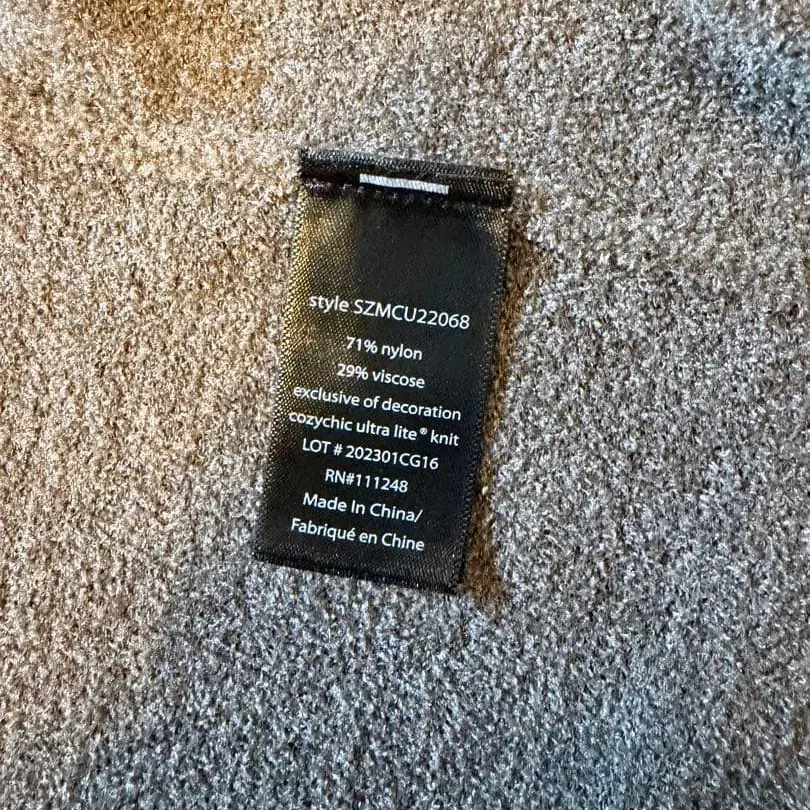 style SZMCU22068
71% nylon
29% viscose
exclusive of decoration
cozychic ultra lite® knit
LOT # 202301CG16
RN#111248
Made In China/
Fabriqué en Chine